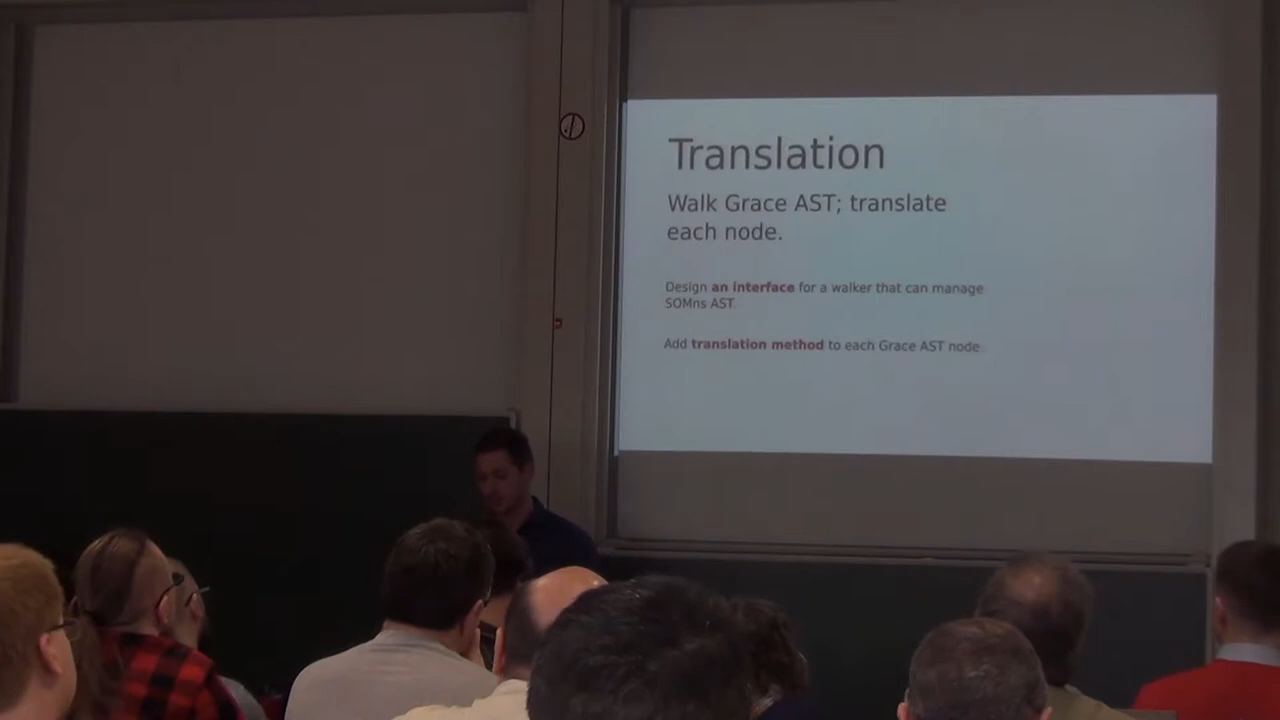 Translation
Walk Grace AST; translate
each node.
Design an interface for a walker that can manage
SOMns AST.
Add translation method to each Grace AST node